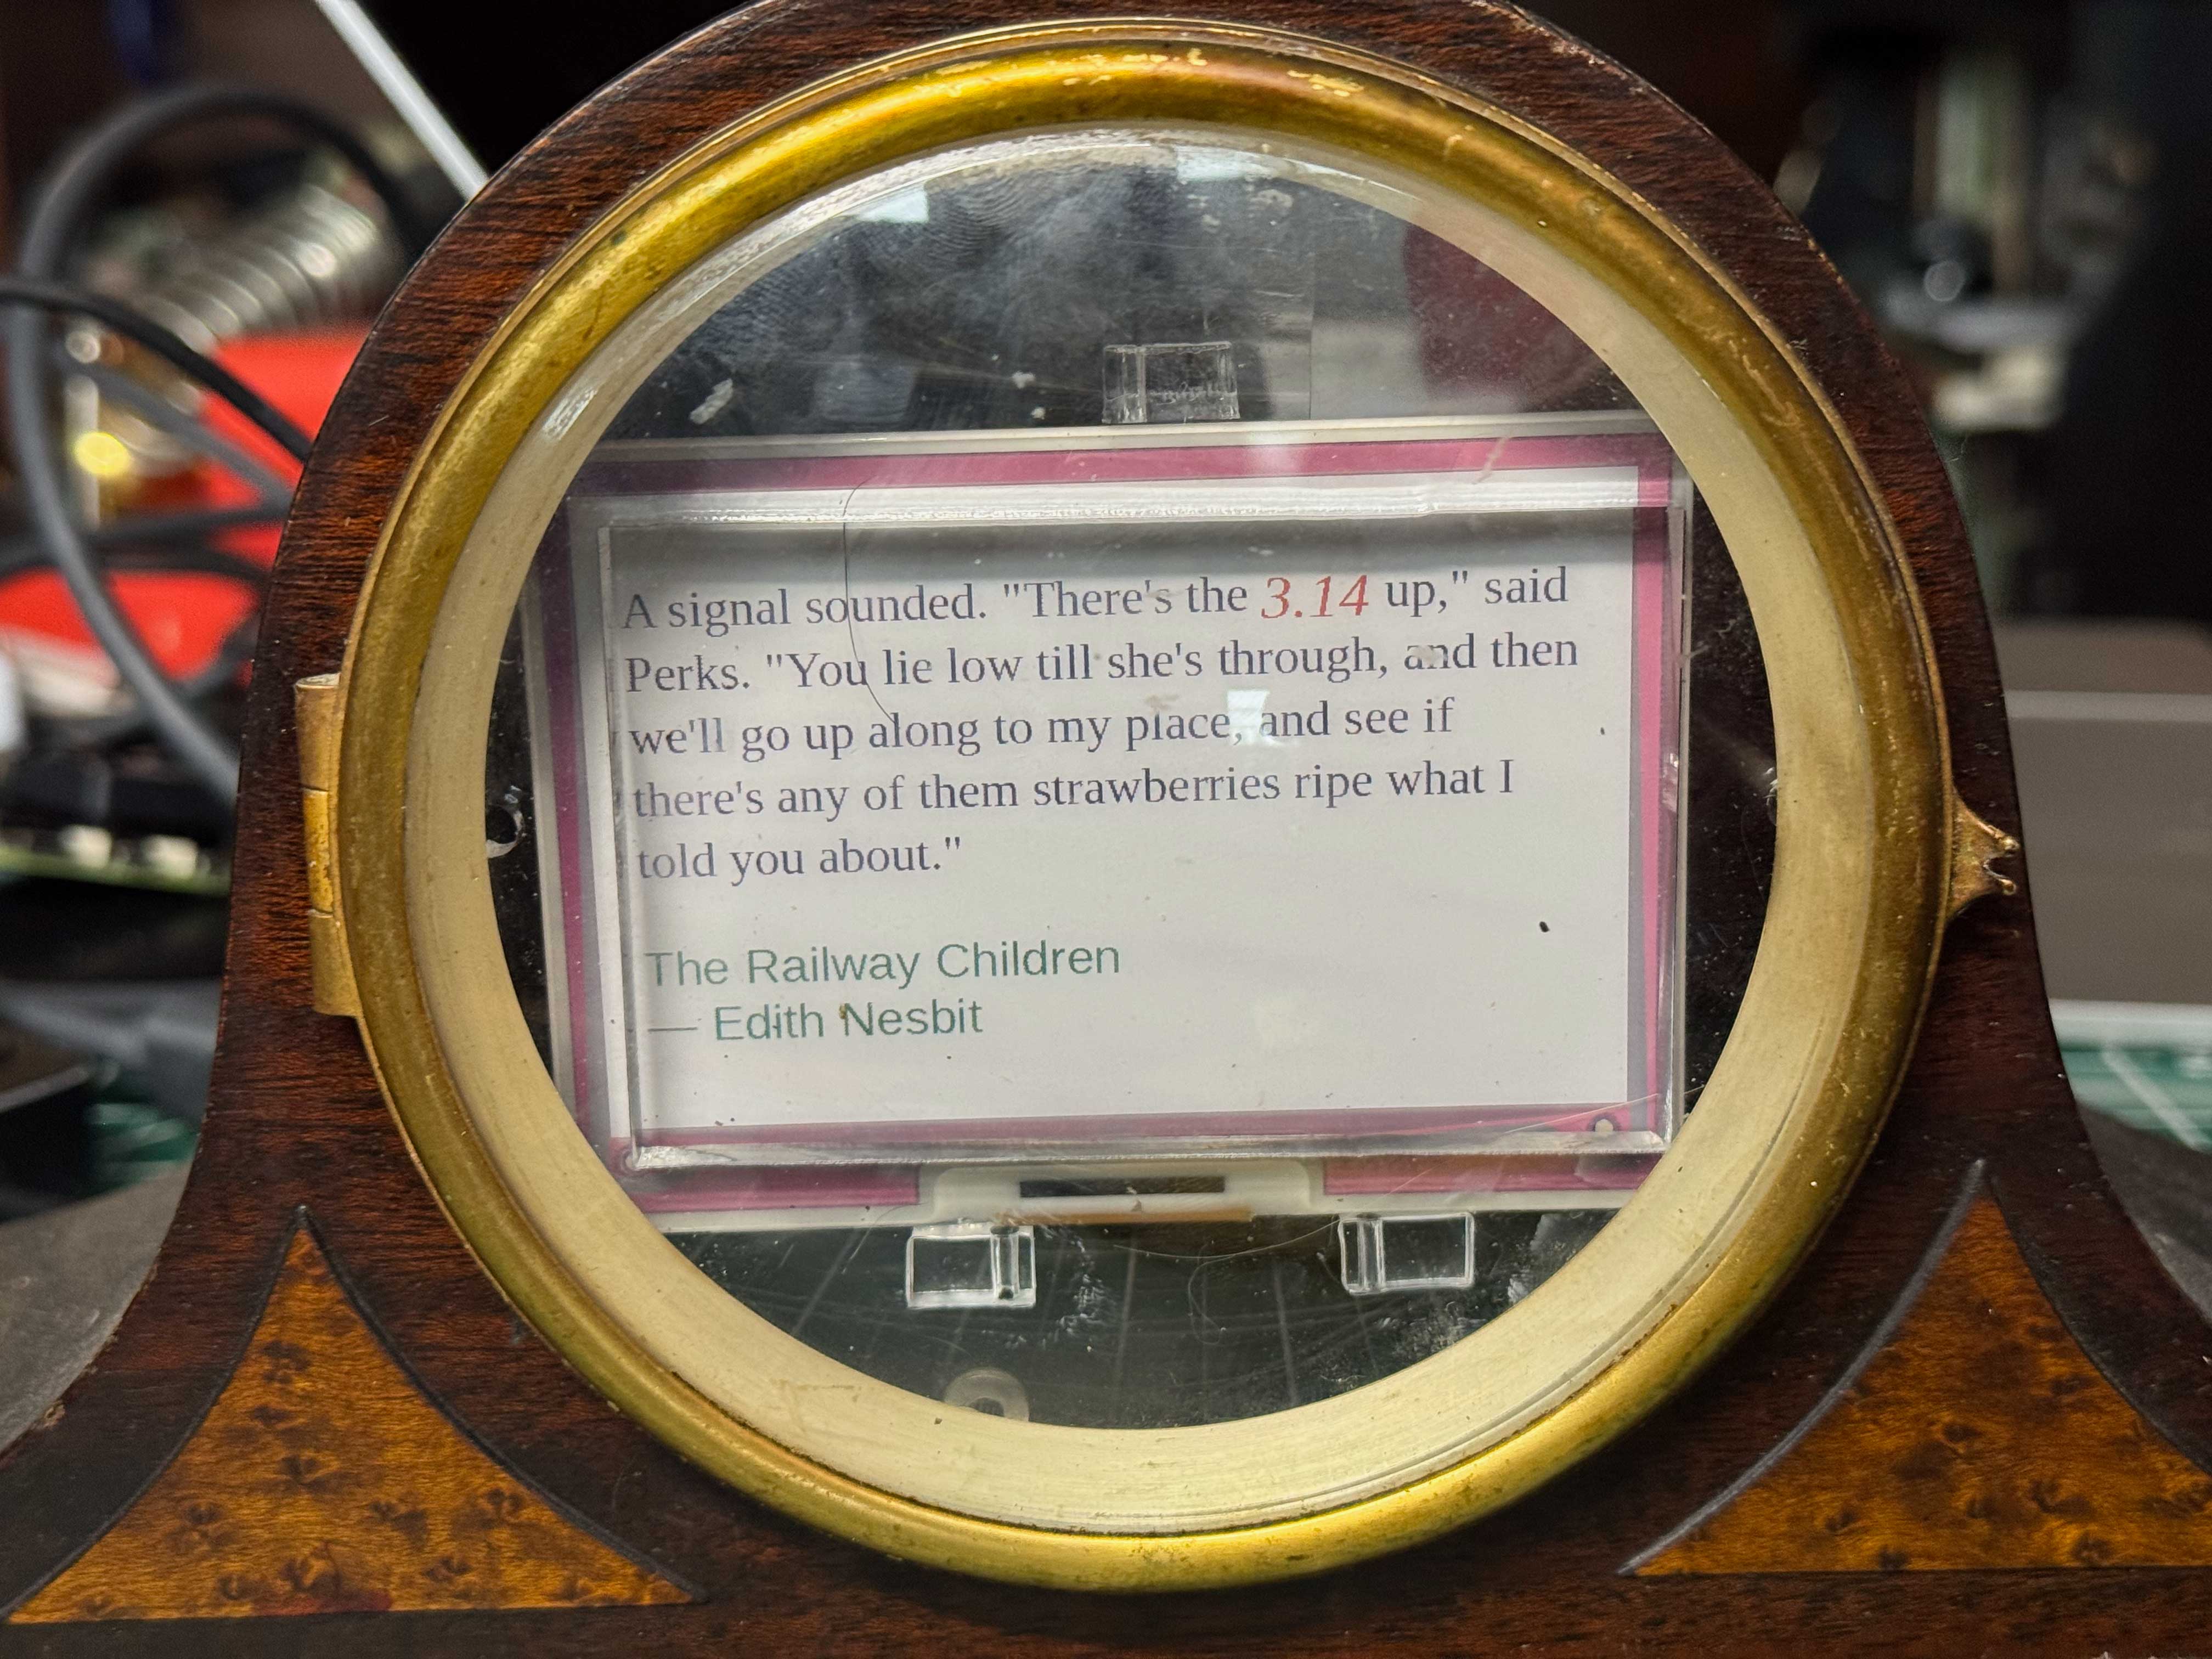 A signal sounded. "There's the 3.14 up," said
Perks. "You lie low till she's through, and then
we'll go up along to my place, and see if
there's any of them strawberries ripe what I
told you about."
The Railway Children
— Edith Nesbit